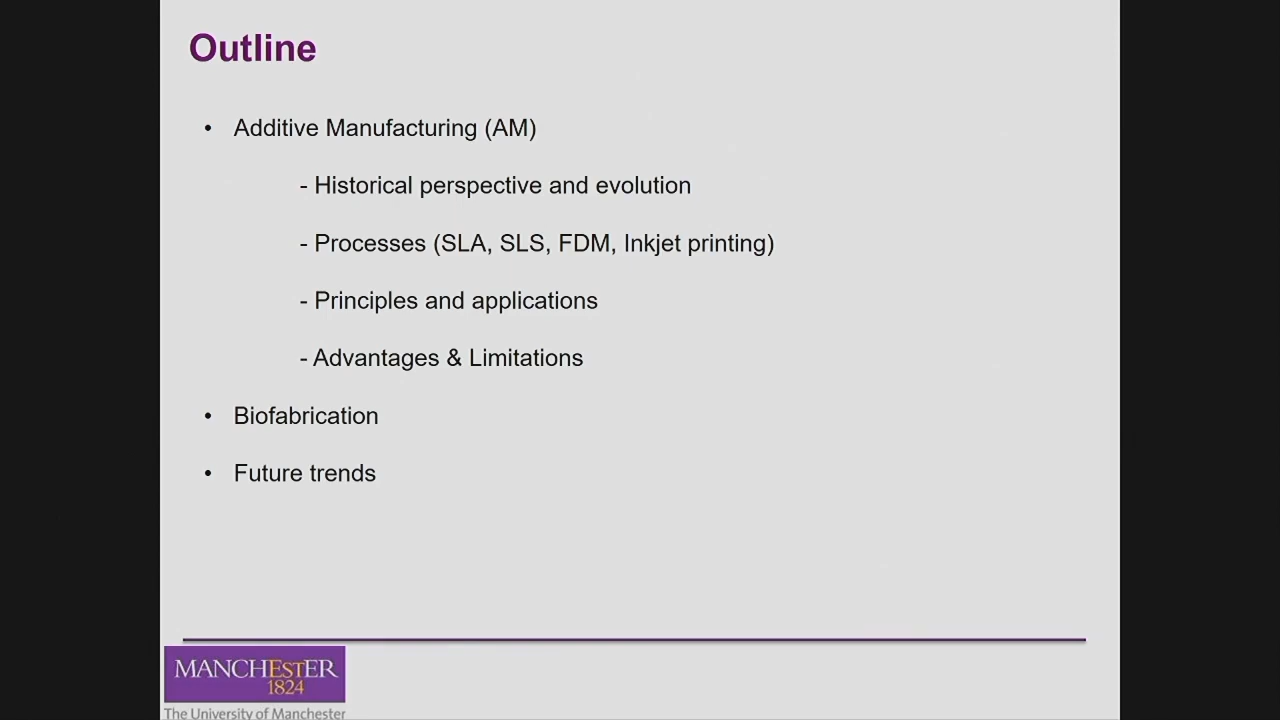 Outline
• Additive Manufacturing (AM)
- Historical perspective and evolution
- Processes (SLA, SLS, FDM, Inkjet printing)
- Principles and applications
- Advantages & Limitations
• Biofabrication
• Future trends
MANCHESTER
1824
The University of Manchester